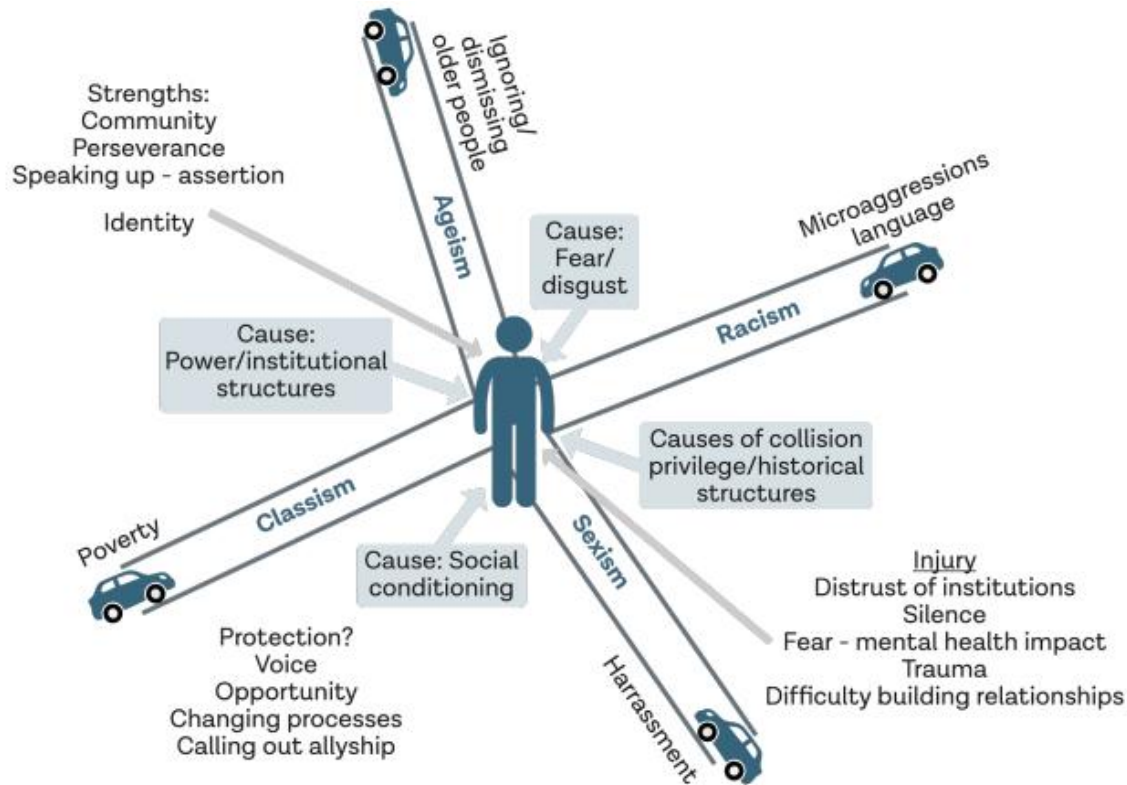 Ignoring/
dismissing
older people
Strengths:
Community
Perseverance
Speaking up - assertion
Identity
Ageism
Cause:
Fear/
disgust
Microaggressions
language
Racism
Cause:
Power/institutional
structures
Causes of collision
privilege/historical
structures
Classism
Poverty
Cause: Social
conditioning
Sexism
Harrassment
Protection?
Voice
Opportunity
Changing processes
Calling out allyship
Injury
Distrust of institutions
Silence
Fear - mental health impact
Trauma
Difficulty building relationships